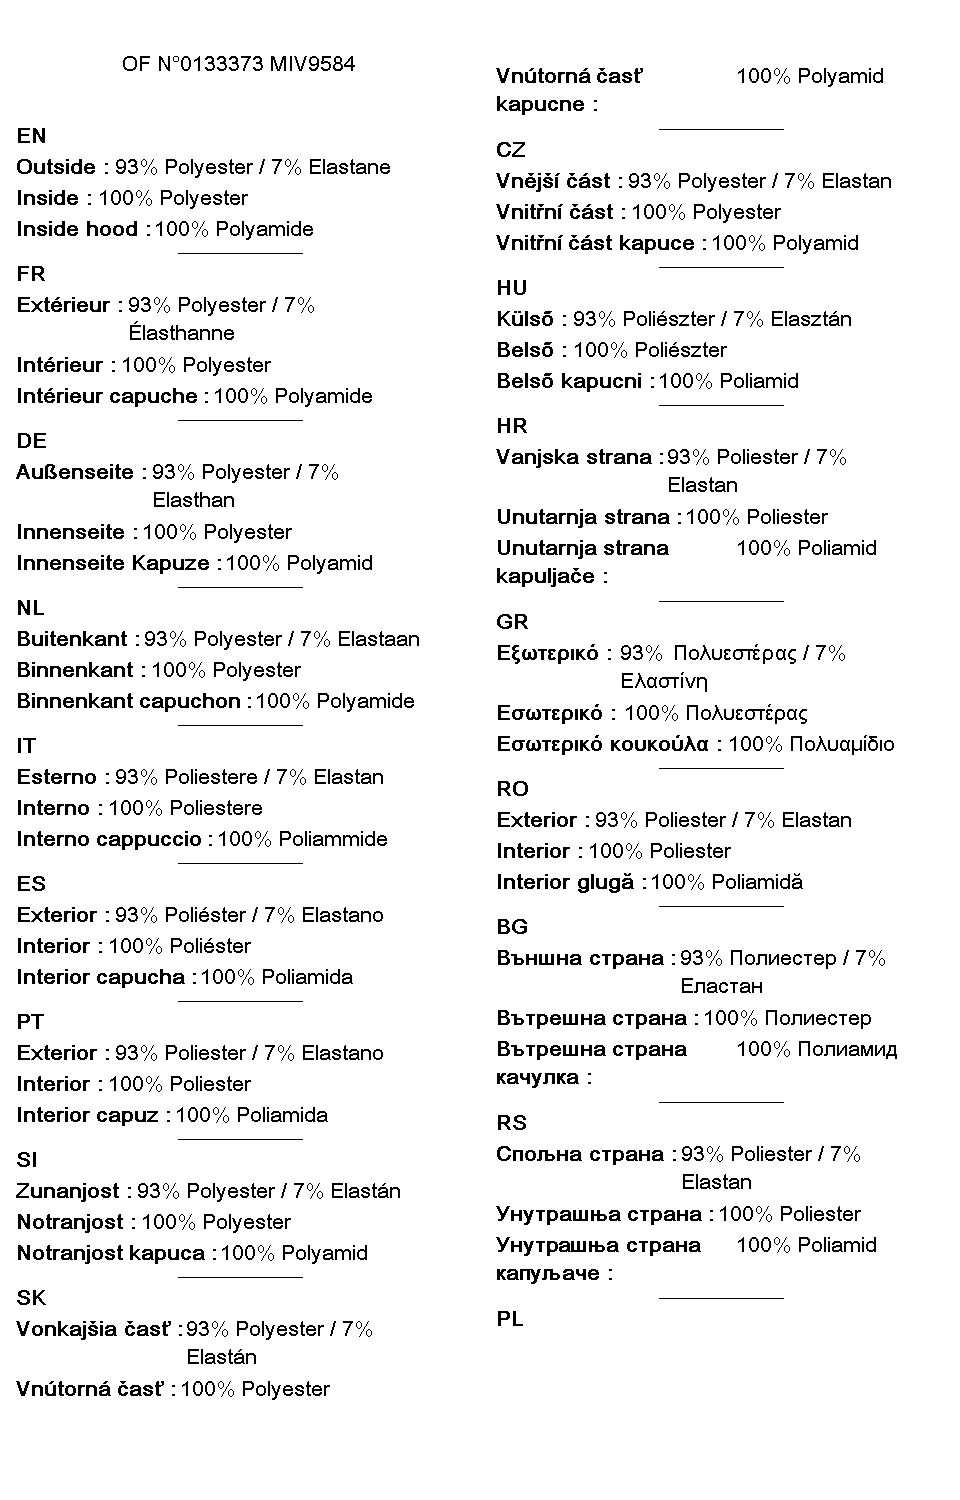 OF N°0133373 MIV9584
EN
Outside : 93% Polyester / 7% Elastane
Inside : 100% Polyester
Inside hood : 100% Polyamide
FR
Extérieur : 93% Polyester / 7%
Élasthanne
Intérieur : 100% Polyester
Intérieur capuche : 100% Polyamide
DE
Außenseite : 93% Polyester / 7%
Elasthan
Innenseite : 100% Polyester
Innenseite Kapuze : 100% Polyamid
NL
Buitenkant : 93% Polyester / 7% Elastaan
Binnenkant : 100% Polyester
Binnenkant capuchon : 100% Polyamide
IT
Esterno : 93% Poliestere / 7% Elastan
Interno : 100% Poliestere
Interno cappuccio : 100% Poliammide
ES
Exterior : 93% Poliéster / 7% Elastano
Interior : 100% Poliéster
Interior capucha : 100% Poliamida
PT
Exterior : 93% Poliester / 7% Elastano
Interior : 100% Poliester
Interior capuz : 100% Poliamida
SI
Zunanjost : 93% Polyester / 7% Elastán
Notranjost : 100% Polyester
Notranjost kapuca : 100% Polyamid
SK
Vonkajšia časť : 93% Polyester / 7%
Elastán
Vnútorná časť : 100% Polyester
Vnútorná časť 100% Polyamid
kapucne :
CZ
Vnější část : 93% Polyester / 7% Elastan
Vnitřní část : 100% Polyester
Vnitřní část kapuce : 100% Polyamid
HU
Külső : 93% Poliészter / 7% Elasztán
Belső : 100% Poliészter
Belső kapucni : 100% Poliamid
HR
Vanjska strana : 93% Poliester / 7%
Elastan
Unutarnja strana : 100% Poliester
Unutarnja strana 100% Poliamid
kapuljače :
GR
Εξωτερικό : 93% Πολυεστέρας / 7%
Ελαστίνη
Εσωτερικό : 100% Πολυεστέρας
Εσωτερικό κουκούλα : 100% Πολυαμίδιο
RO
Exterior : 93% Poliester / 7% Elastan
Interior : 100% Poliester
Interior glugă : 100% Poliamidă
BG
Външна страна : 93% Полиестер / 7%
Еластан
Вътрешна страна : 100% Полиестер
Вътрешна страна 100% Полиамид
качулка :
RS
Спољна страна : 93% Poliester / 7%
Elastan
Унутрашња страна : 100% Poliester
Унутрашња страна 100% Poliamid
капуљаче :
PL